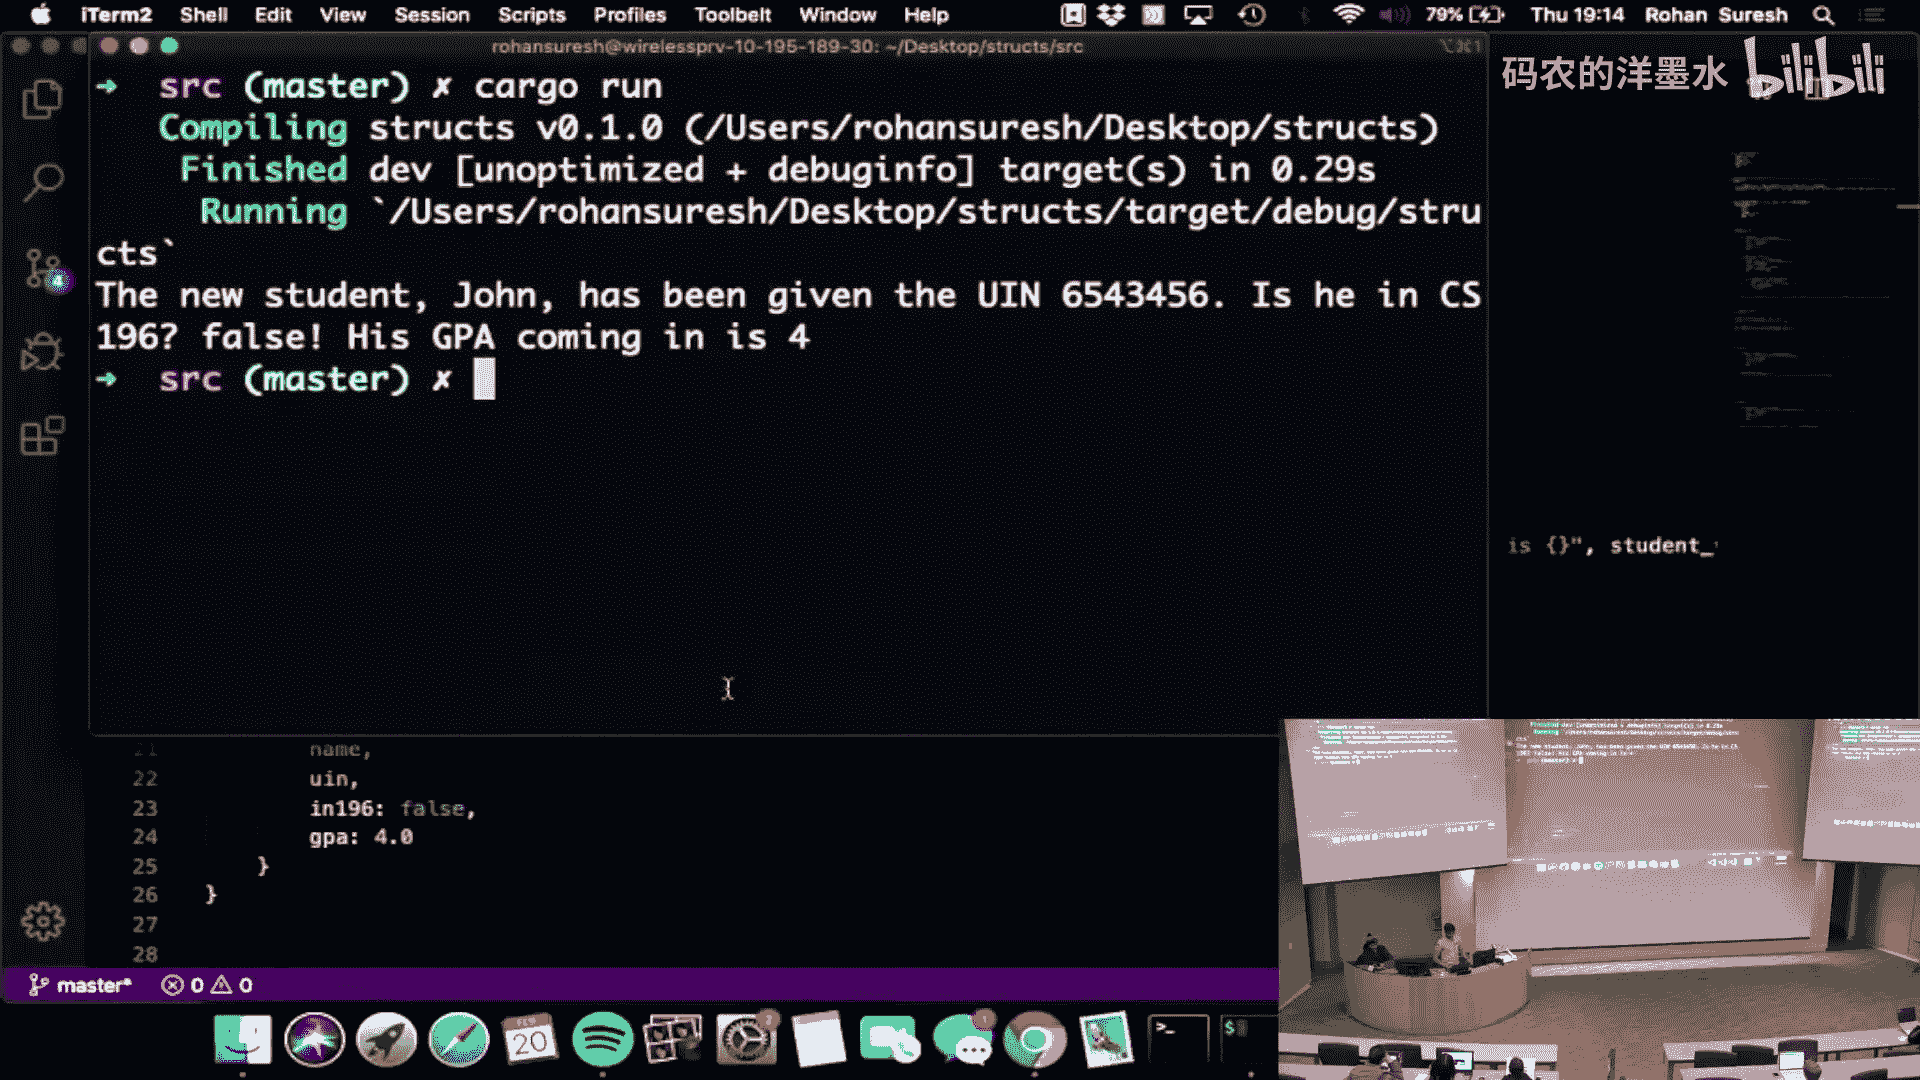 iTerm2 Shell Edit View Session Scripts Profiles Toolbelt Window Help 79% Thu 19:14 Rohan Suresh
rohansuresh@wirelessprv-10-195-189-30: ~/Desktop/structs/src ⌥⌘1
码农的洋墨水 bilibili
→ src (master) ✗ cargo run
Compiling structs v0.1.0 (/Users/rohansuresh/Desktop/structs)
Finished dev [unoptimized + debuginfo] target(s) in 0.29s
Running `/Users/rohansuresh/Desktop/structs/target/debug/stru
cts`
The new student, John, has been given the UIN 6543456. Is he in CS
196? false! His GPA coming in is 4
→ src (master) ✗
is {}", student_
21 name,
22 uin,
23 in196: false,
24 gpa: 4.0
25 }
26 }
27
28
master* 0 0
FEB
20